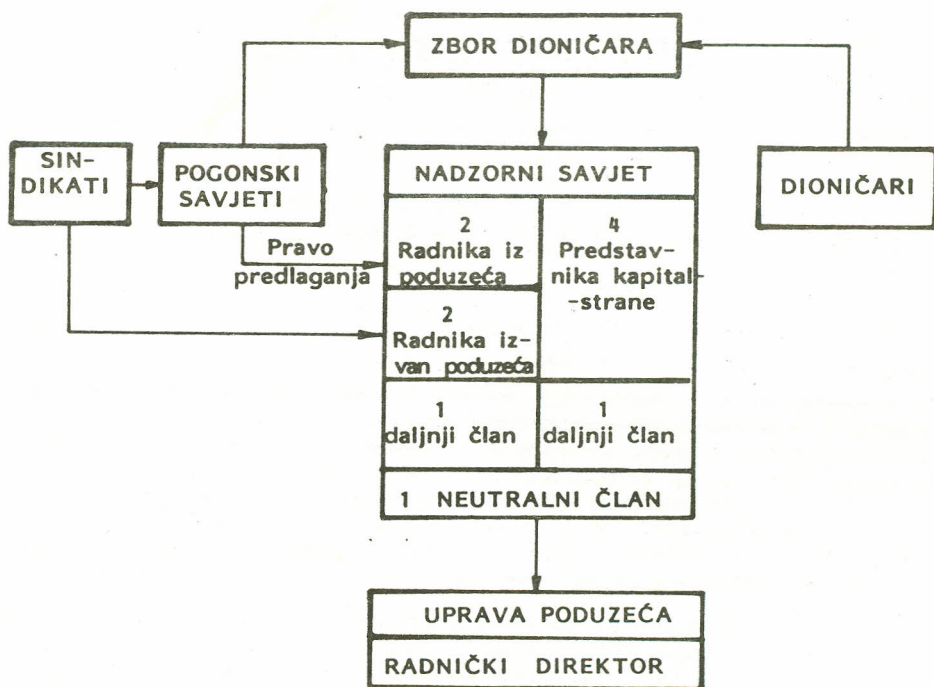 ZBOR DIONIČARA
SIN-
DIKATI
POGONSKI
SAVJETI
NADZORNI SAVJET
DIONIČARI
Pravo
predlaganja
2
Radnika iz
poduzeća
4
Predstav-
nika kapital-
-strane
2
Radnika iz-
van poduzeća
1
daljnji član
1
daljnji član
1 NEUTRALNI ČLAN
UPRAVA PODUZEĆA
RADNIČKI DIREKTOR